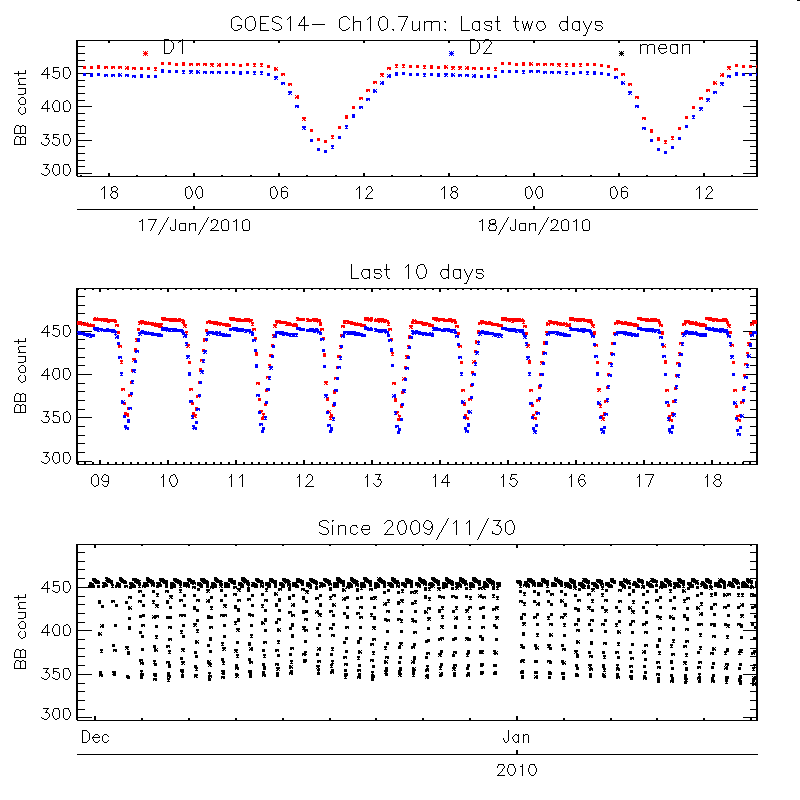 GOES14- Ch10.7um: Last two days
D1 D2 mean
450
400
350
300
BB count
18 00 06 12 18 00 06 12
17/Jan/2010 18/Jan/2010
Last 10 days
450
400
350
300
BB count
09 10 11 12 13 14 15 16 17 18
Since 2009/11/30
450
400
350
300
BB count
Dec Jan
2010